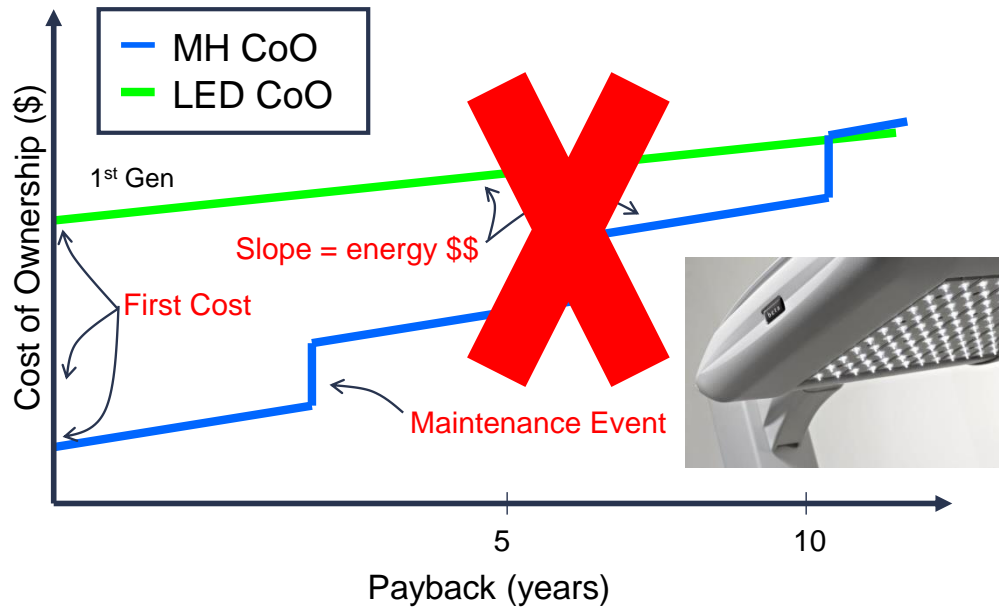 MH CoO
LED CoO
Cost of Ownership ($)
1st Gen
Slope = energy $$
First Cost
Maintenance Event
5
10
Payback (years)